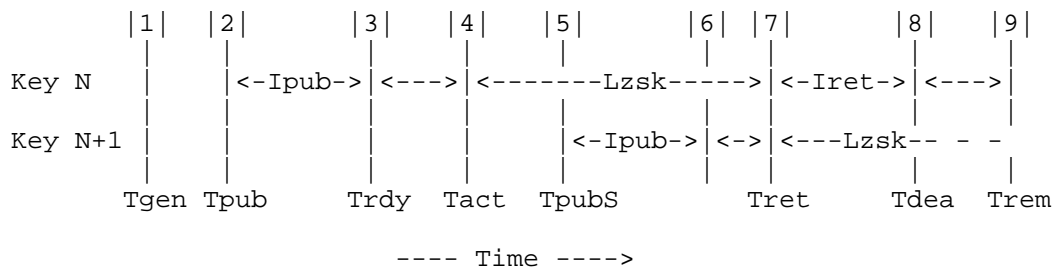 |1| |2| |3| |4| |5| |6| |7| |8| |9|
| | | | | | | | |
Key N | |<-Ipub->|<--->|<-------Lzsk----->|<-Iret->|<--->|
| | | | | | | | |
Key N+1 | | | | |<-Ipub->|<->|<---Lzsk-- - -
| | | | | | | | |
Tgen Tpub Trdy Tact TpubS Tret Tdea Trem
---- Time ---->